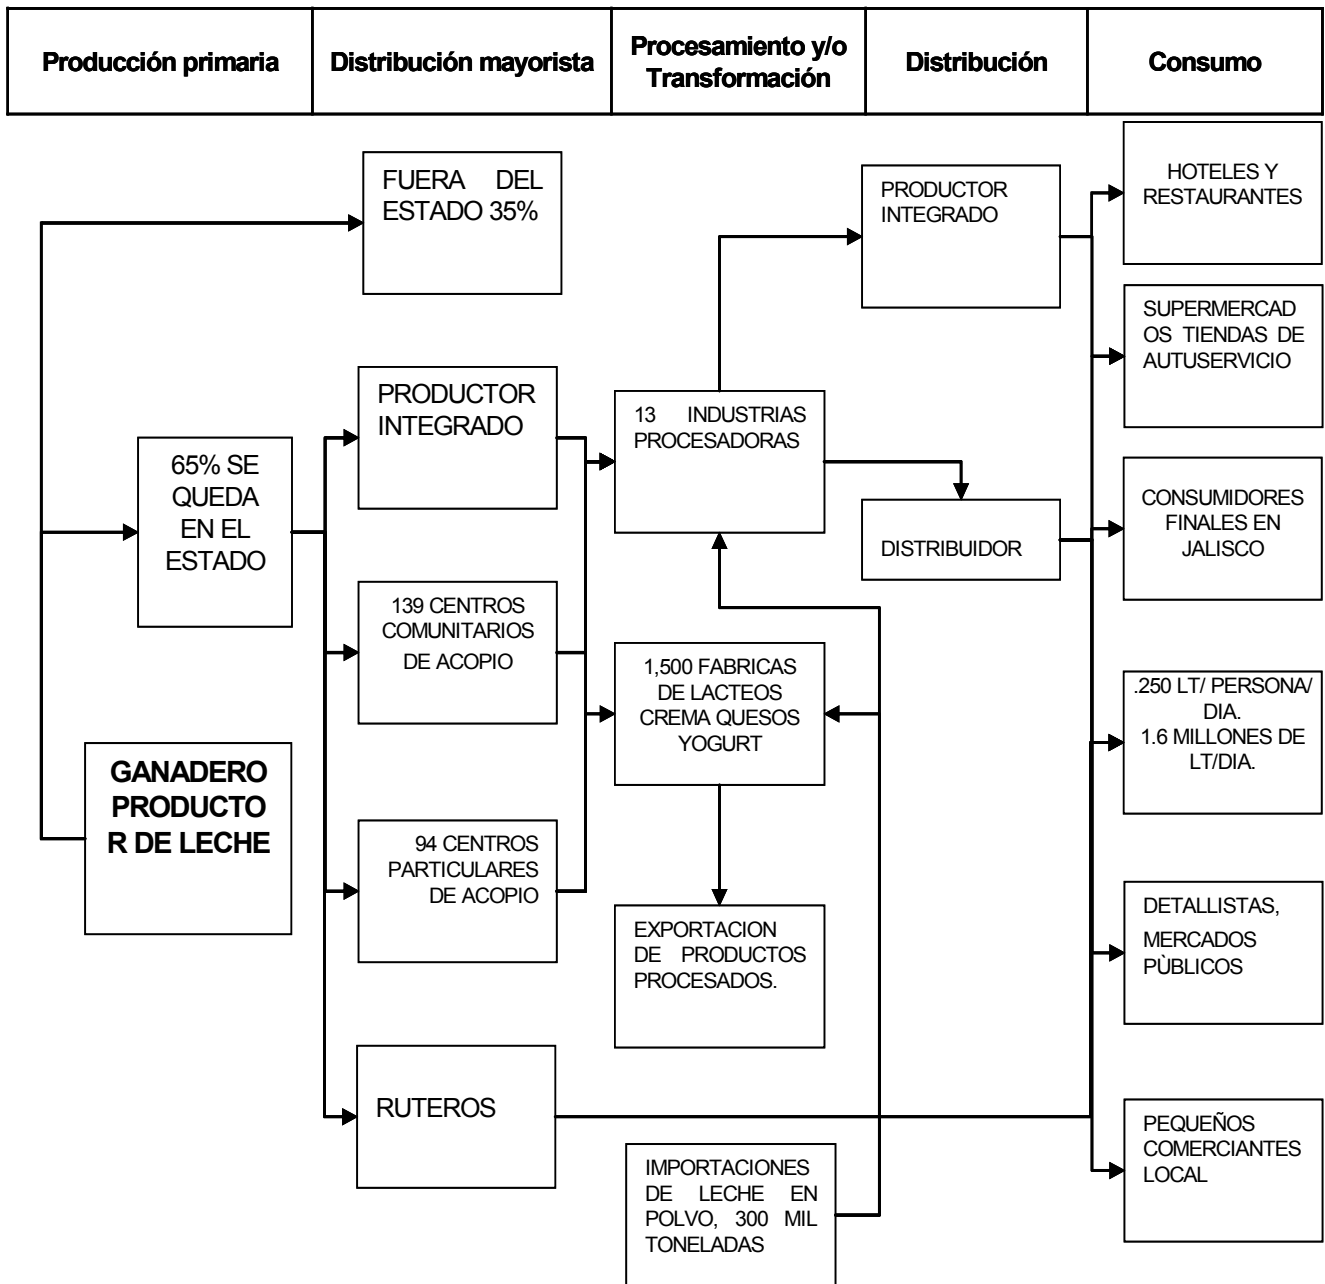 Producción primaria
Distribución mayorista
Procesamiento y/o
Transformación
Distribución
Consumo
FUERA DEL
ESTADO 35%
PRODUCTOR
INTEGRADO
HOTELES Y
RESTAURANTES
SUPERMERCAD
OS TIENDAS DE
AUTUSERVICIO
PRODUCTOR
INTEGRADO
13 INDUSTRIAS
PROCESADORAS
65% SE
QUEDA
EN EL
ESTADO
DISTRIBUIDOR
CONSUMIDORES
FINALES EN
JALISCO
139 CENTROS
COMUNITARIOS
DE ACOPIO
1,500 FABRICAS
DE LACTEOS
CREMA QUESOS
YOGURT
.250 LT/ PERSONA/
DIA.
1.6 MILLONES DE
LT/DIA.
GANADERO
PRODUCTO
R DE LECHE
94 CENTROS
PARTICULARES
DE ACOPIO
EXPORTACION
DE PRODUCTOS
PROCESADOS.
DETALLISTAS,
MERCADOS
PÙBLICOS
RUTEROS
IMPORTACIONES
DE LECHE EN
POLVO, 300 MIL
TONELADAS
PEQUEÑOS
COMERCIANTES
LOCAL